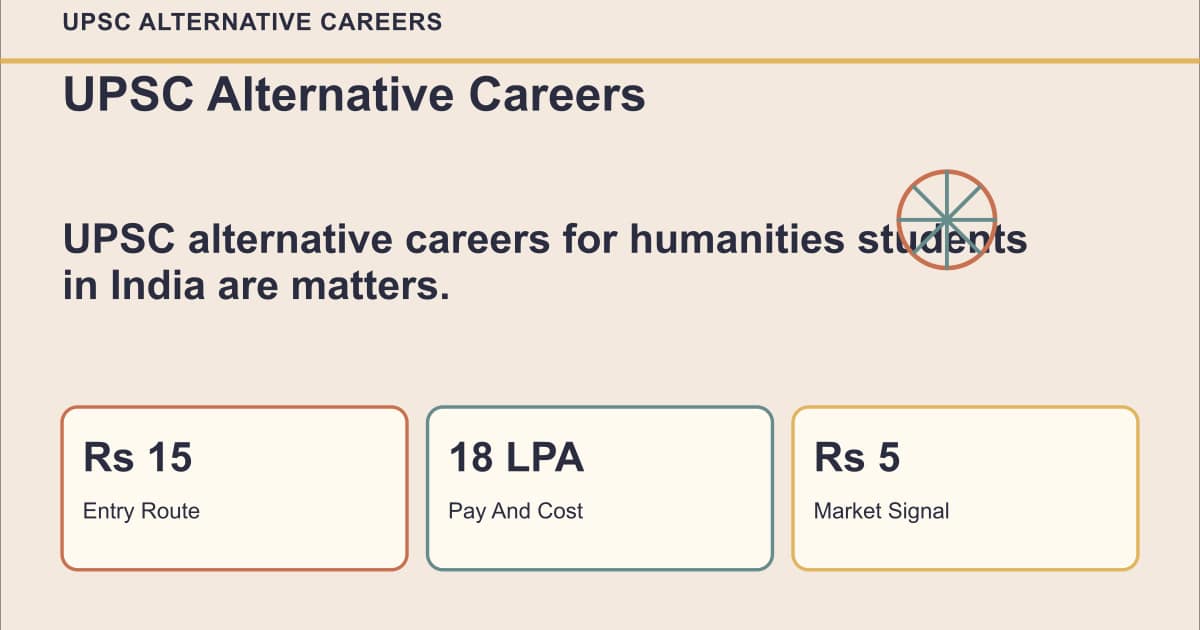 UPSC ALTERNATIVE CAREERS
UPSC Alternative Careers
UPSC alternative careers for humanities students
in India are matters.
Rs 15
Entry Route
18 LPA
Pay And Cost
Rs 5
Market Signal